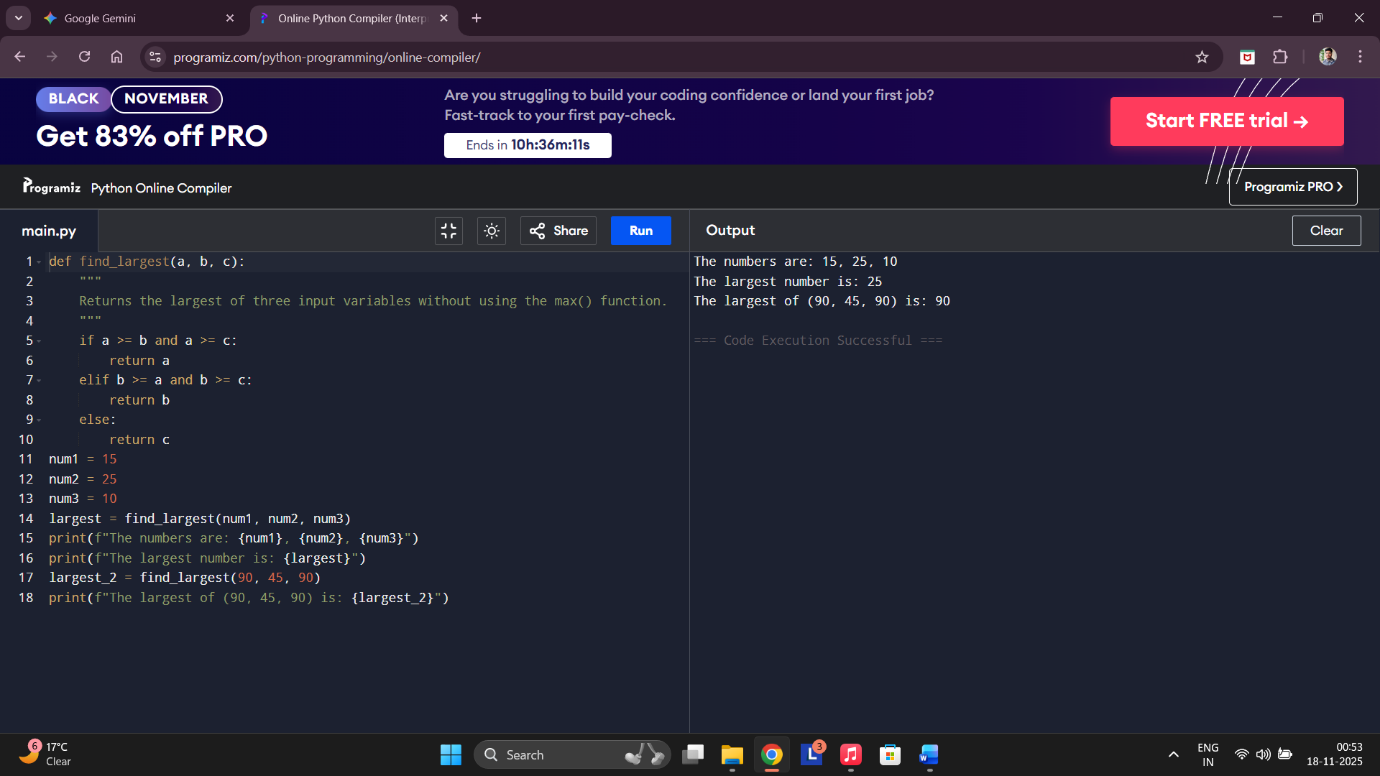 Google Gemini
Online Python Compiler (Interp
programiz.com/python-programming/online-compiler/
BLACK NOVEMBER
Get 83% off PRO
Are you struggling to build your coding confidence or land your first job?
Fast-track to your first pay-check.
Ends in 10h:36m:11s
Start FREE trial →
Programiz Python Online Compiler
Programiz PRO >
main.py
Share
Run
1 def find_largest(a, b, c):
2     """
3     Returns the largest of three input variables without using the max() function.
4     """
5     if a >= b and a >= c:
6         return a
7     elif b >= a and b >= c:
8         return b
9     else:
10         return c
11 num1 = 15
12 num2 = 25
13 num3 = 10
14 largest = find_largest(num1, num2, num3)
15 print(f"The numbers are: {num1}, {num2}, {num3}")
16 print(f"The largest number is: {largest}")
17 largest_2 = find_largest(90, 45, 90)
18 print(f"The largest of (90, 45, 90) is: {largest_2}")
Output
Clear
The numbers are: 15, 25, 10
The largest number is: 25
The largest of (90, 45, 90) is: 90
=== Code Execution Successful ===
6
17°C
Clear
Search
L
3
W
ENG
IN
00:53
18-11-2025